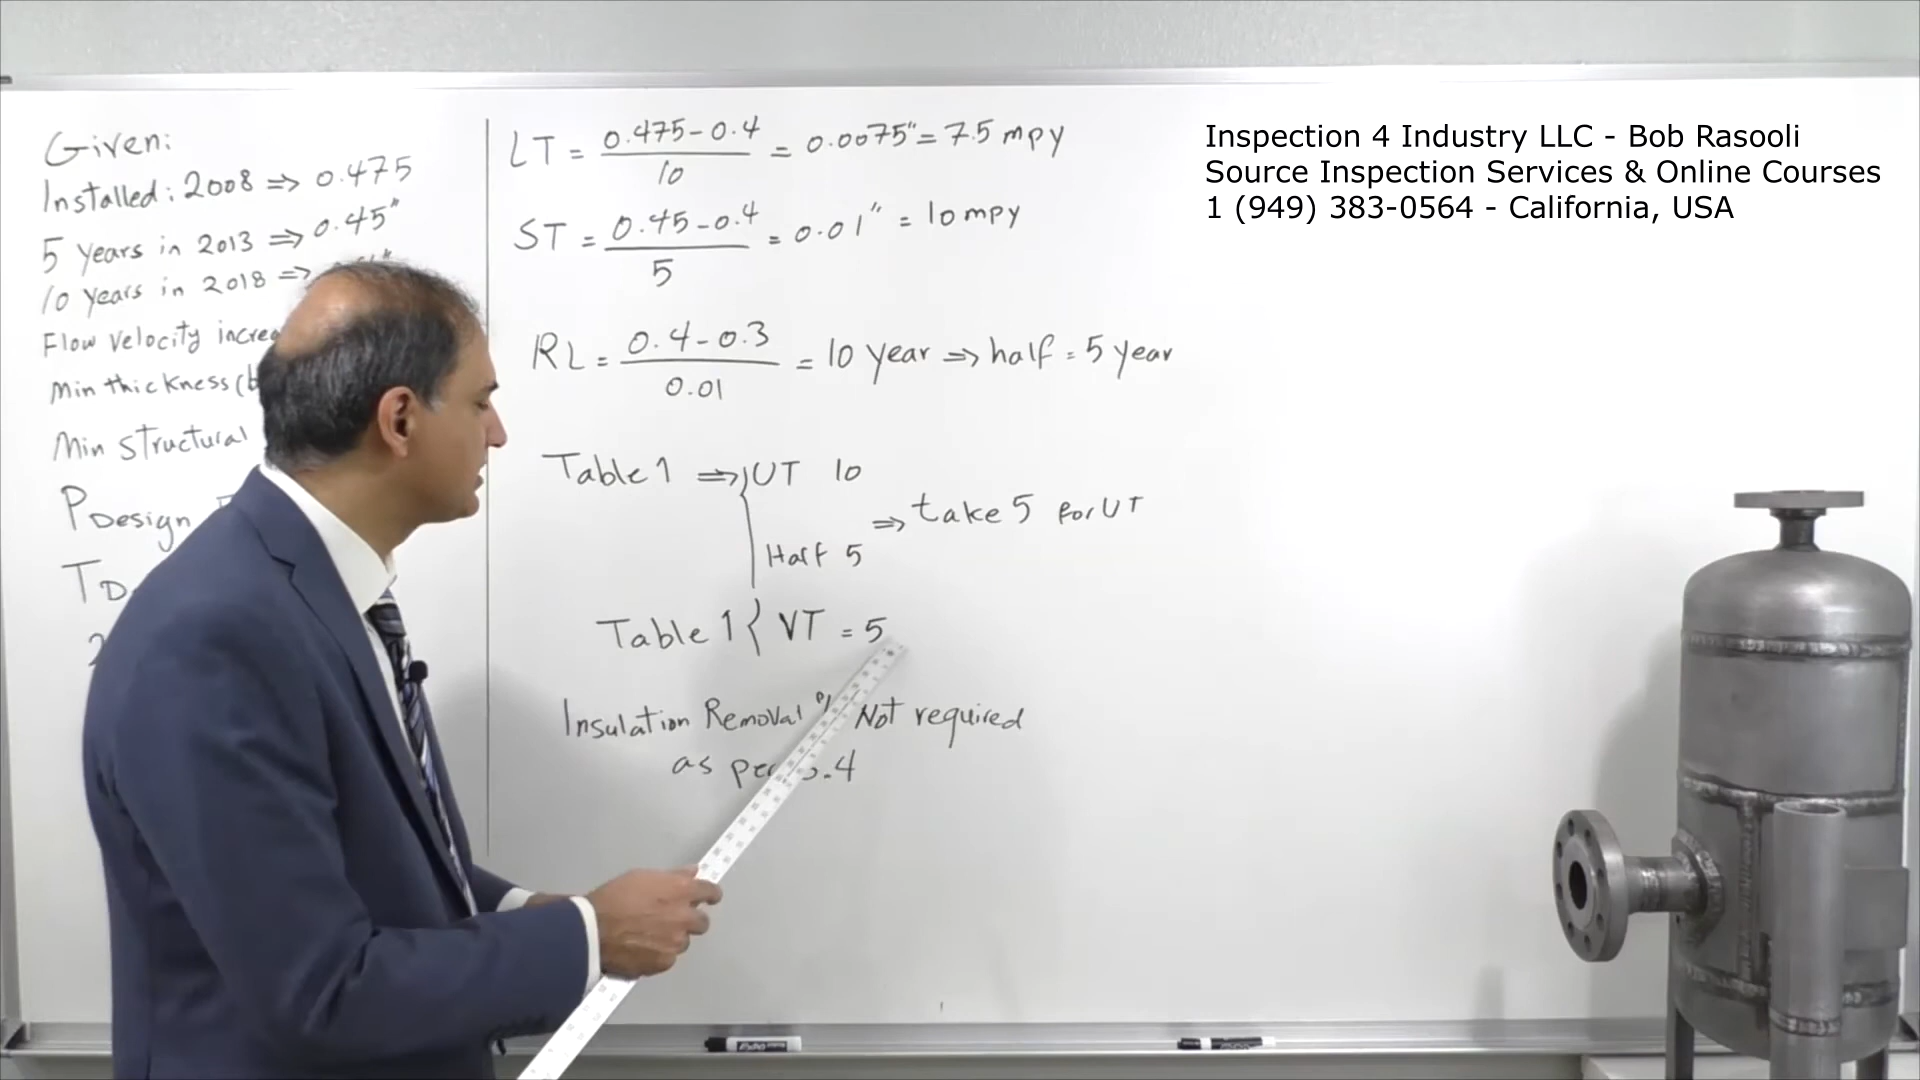 Given:
Installed: 2008 => 0.475
5 Years in 2013 => 0.45"
10 Years in 2018 =>
Flow velocity
Min thickness
Min structural
P Design
LT = (0.475-0.4)/10 = 0.0075" = 7.5 mpy
ST = (0.45-0.4)/5 = 0.01" = 10 mpy
RL = (0.4-0.3)/0.01 = 10 year => half = 5 year
Table 1 => { UT 10
Half 5 => take 5 for UT
Table 1 { VT = 5
Insulation Removal % Not required
as per
Inspection 4 Industry LLC - Bob Rasooli
Source Inspection Services & Online Courses
1 (949) 383-0564 - California, USA
Expo